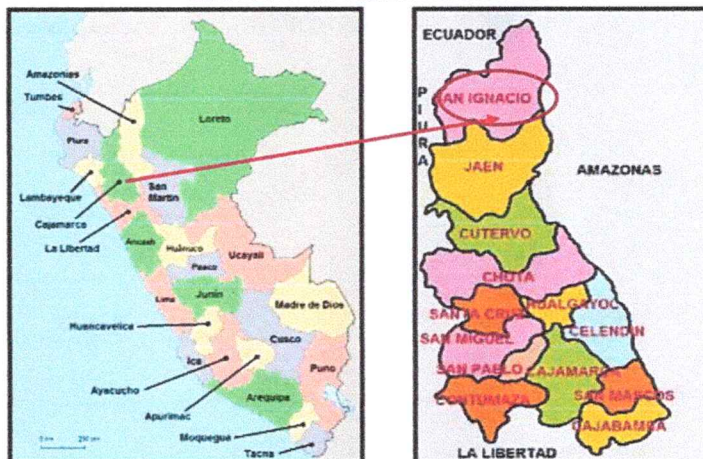 Amazonas
Tumbes
Loreto
Piura
San
Martín
Lambayeque
Cajamarca
La Libertad
Ancash
Huánuco
Ucayali
Pasco
Lima
Junín
Madre de Dios
Huancavelica
Cusco
Ica
Puno
Ayacucho
Apurimac
Arequipa
Moquegua
Tacna
ECUADOR
PIURA
SAN IGNACIO
JAEN
AMAZONAS
CUTERVO
CHOTA
HUALGAYOC
SANTA CRUZ
CELENDIN
SAN MIGUEL
SAN PABLO
CAJAMARCA
CONTUMAZA
SAN MARCOS
CAJABAMBA
LA LIBERTAD